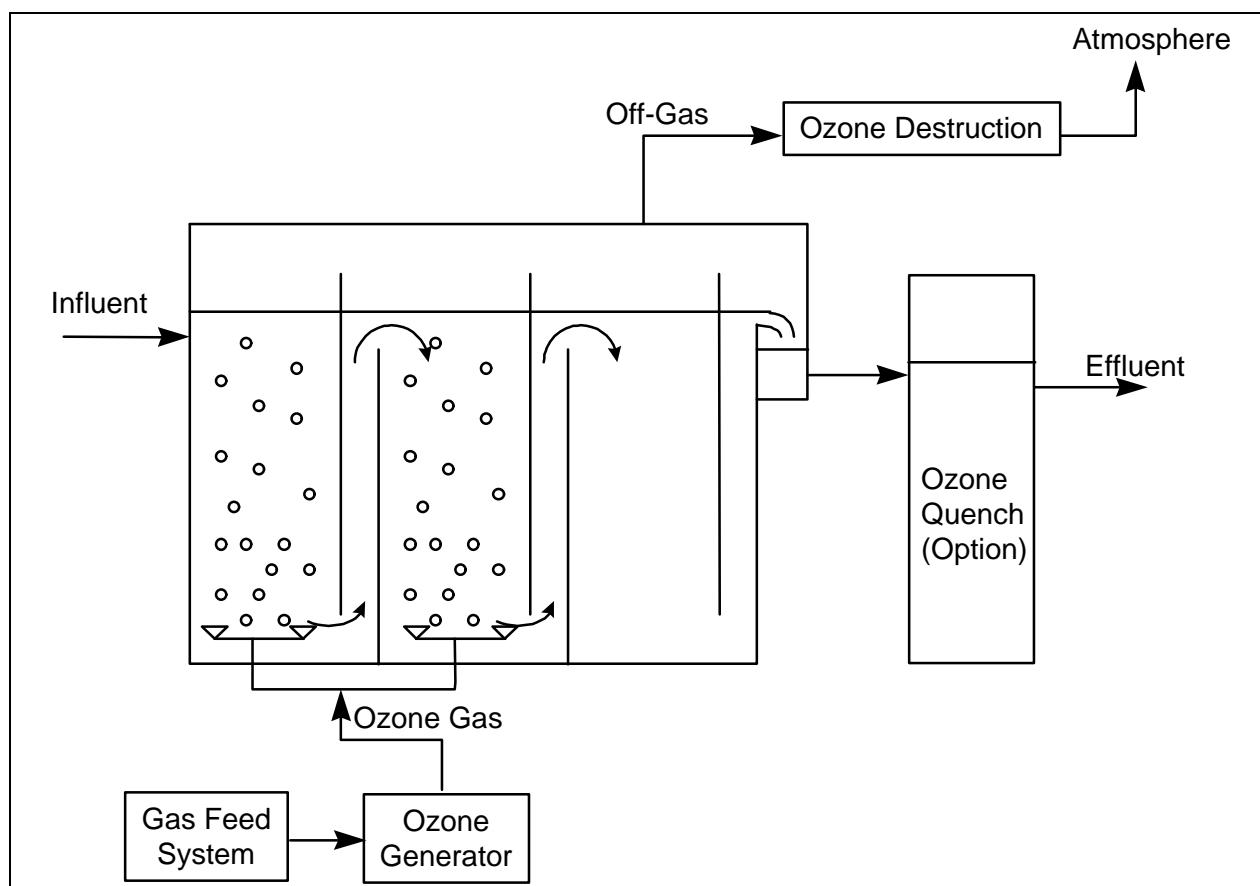 Atmosphere
Off-Gas
Ozone Destruction
Influent
Effluent
Ozone
Quench
(Option)
Ozone Gas
Gas Feed
System
Ozone
Generator